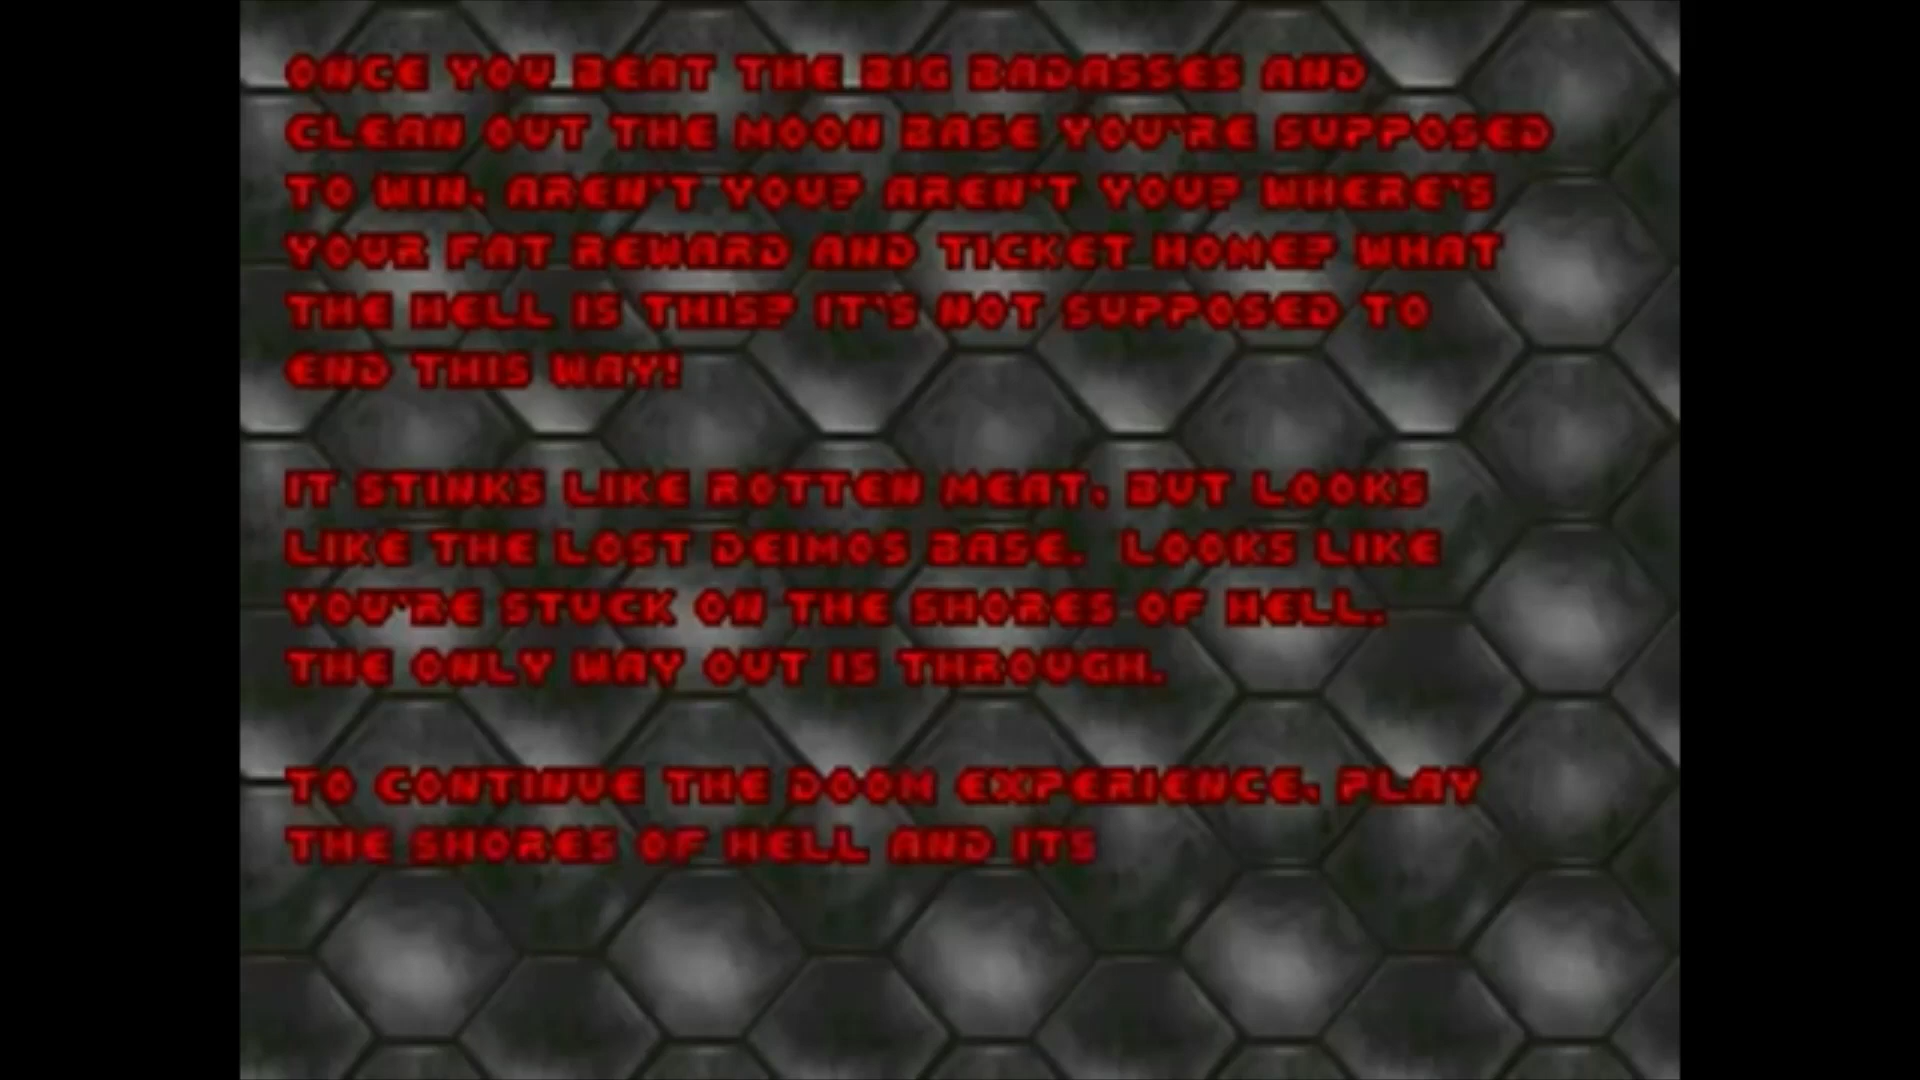 ONCE YOU BEAT THE BIG BADASSES AND
CLEAN OUT THE MOON BASE YOU'RE SUPPOSED
TO WIN, AREN'T YOU? AREN'T YOU? WHERE'S
YOUR FAT REWARD AND TICKET HOME? WHAT
THE HELL IS THIS? IT'S NOT SUPPOSED TO
END THIS WAY!
IT STINKS LIKE ROTTEN MEAT, BUT LOOKS
LIKE THE LOST DEIMOS BASE.  LOOKS LIKE
YOU'RE STUCK ON THE SHORES OF HELL.
THE ONLY WAY OUT IS THROUGH.
TO CONTINUE THE DOOM EXPERIENCE, PLAY
THE SHORES OF HELL AND ITS